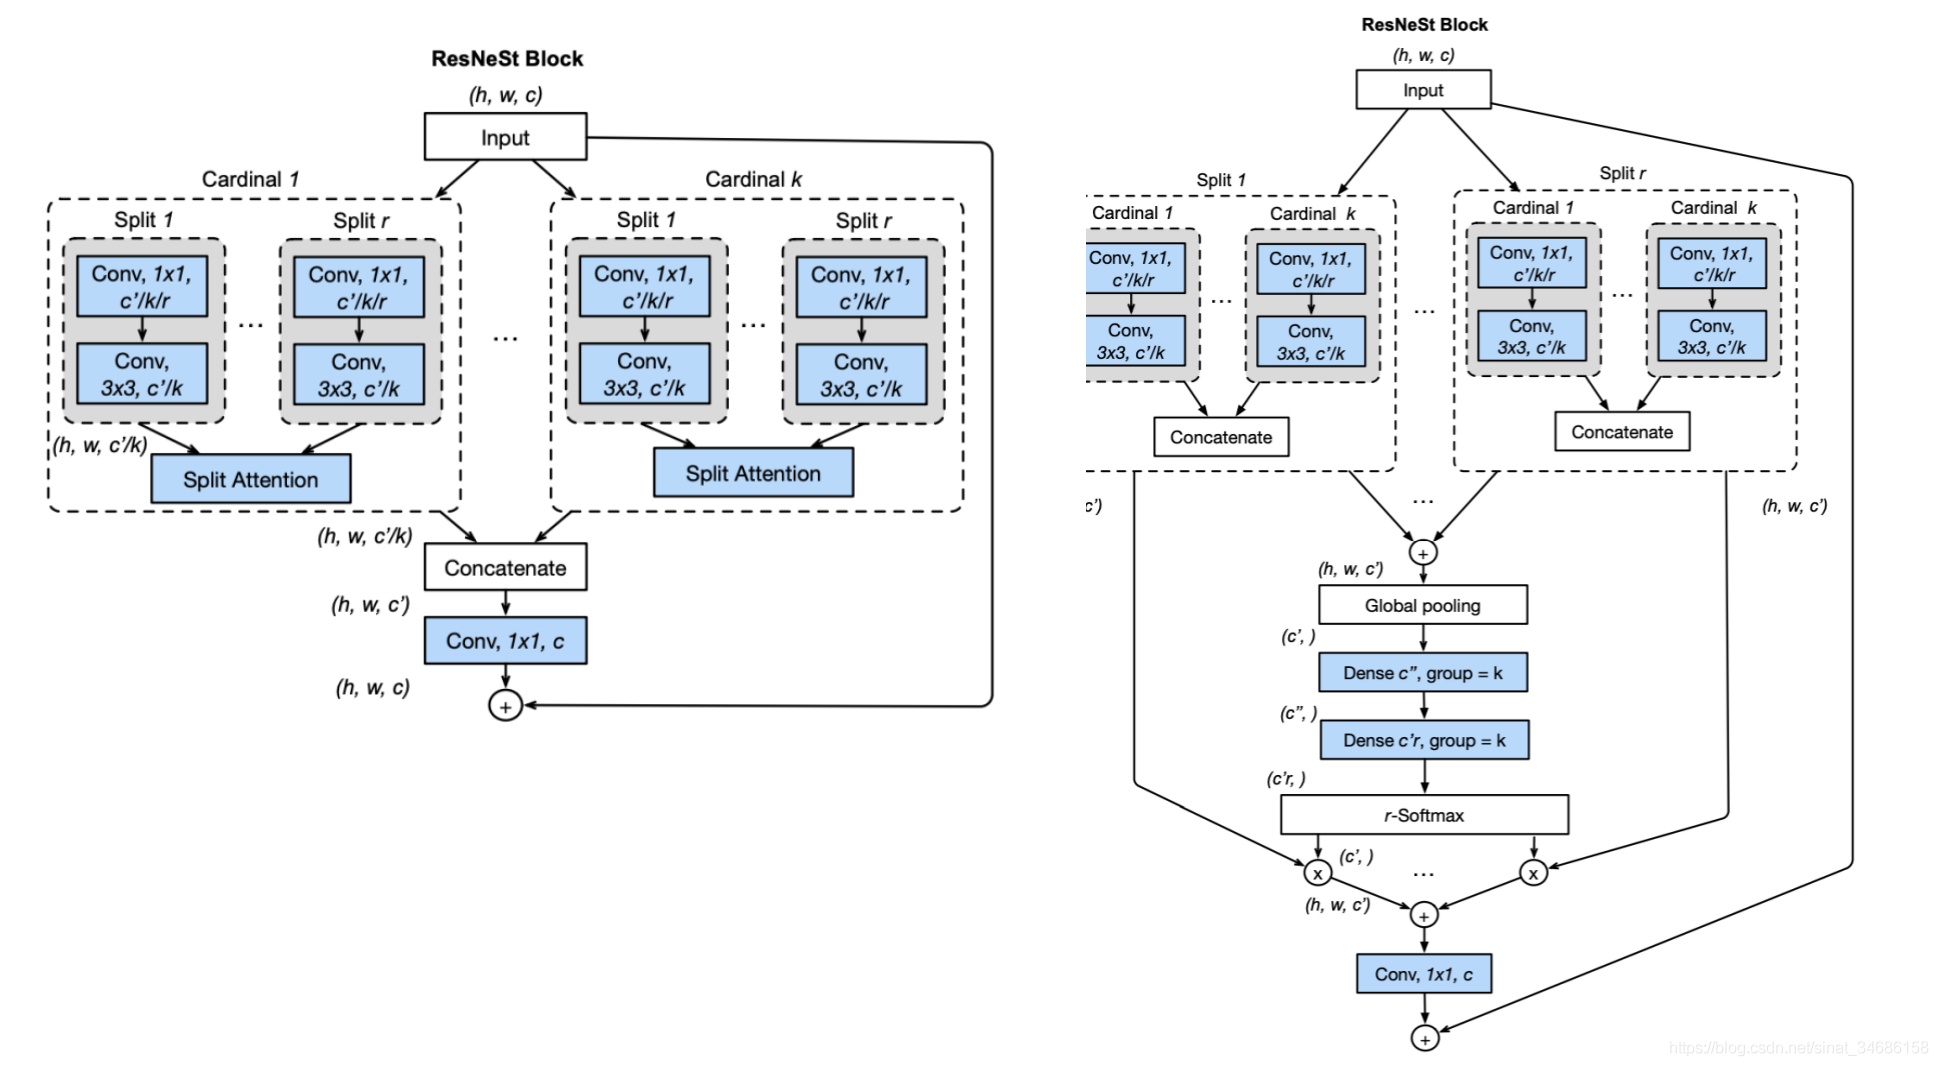 ResNeSt Block
(h, w, c)
Input
Cardinal 1
Cardinal k
Split 1
Split r
Split 1
Split r
Conv, 1x1,
c’/k/r
Conv, 1x1,
c’/k/r
Conv, 1x1,
c’/k/r
Conv, 1x1,
c’/k/r
...
...
...
Conv,
3x3, c’/k
Conv,
3x3, c’/k
Conv,
3x3, c’/k
Conv,
3x3, c’/k
(h, w, c’/k)
Split Attention
Split Attention
(h, w, c’/k)
Concatenate
(h, w, c’)
Conv, 1x1, c
(h, w, c)
+
ResNeSt Block
(h, w, c)
Input
Split 1
Split r
Cardinal 1
Cardinal k
Cardinal 1
Cardinal k
Conv, 1x1,
c’/k/r
Conv, 1x1,
c’/k/r
Conv, 1x1,
c’/k/r
Conv, 1x1,
c’/k/r
...
...
...
Conv,
3x3, c’/k
Conv,
3x3, c’/k
Conv,
3x3, c’/k
Conv,
3x3, c’/k
Concatenate
Concatenate
c’)
...
(h, w, c’)
+
(h, w, c’)
Global pooling
(c’, )
Dense c”, group = k
(c”, )
Dense c’r, group = k
(c’r, )
r-Softmax
(c’, )
x
...
x
(h, w, c’)
+
Conv, 1x1, c
+
https://blog.csdn.net/sinat_34686158